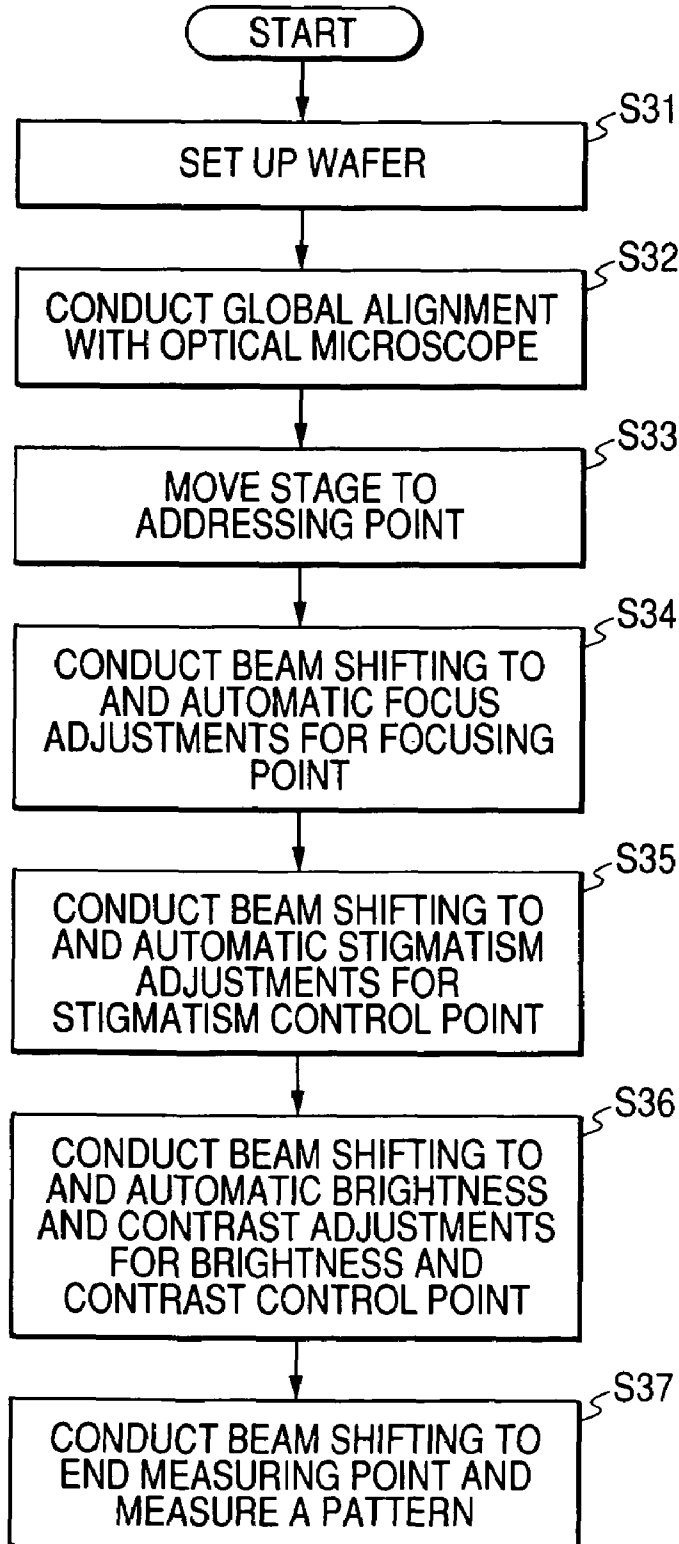 START
S31
SET UP WAFER
S32
CONDUCT GLOBAL ALIGNMENT
WITH OPTICAL MICROSCOPE
S33
MOVE STAGE TO
ADDRESSING POINT
S34
CONDUCT BEAM SHIFTING TO
AND AUTOMATIC FOCUS
ADJUSTMENTS FOR FOCUSING
POINT
S35
CONDUCT BEAM SHIFTING TO
AND AUTOMATIC STIGMATISM
ADJUSTMENTS FOR
STIGMATISM CONTROL POINT
S36
CONDUCT BEAM SHIFTING TO
AND AUTOMATIC BRIGHTNESS
AND CONTRAST ADJUSTMENTS
FOR BRIGHTNESS AND
CONTRAST CONTROL POINT
S37
CONDUCT BEAM SHIFTING TO
END MEASURING POINT AND
MEASURE A PATTERN